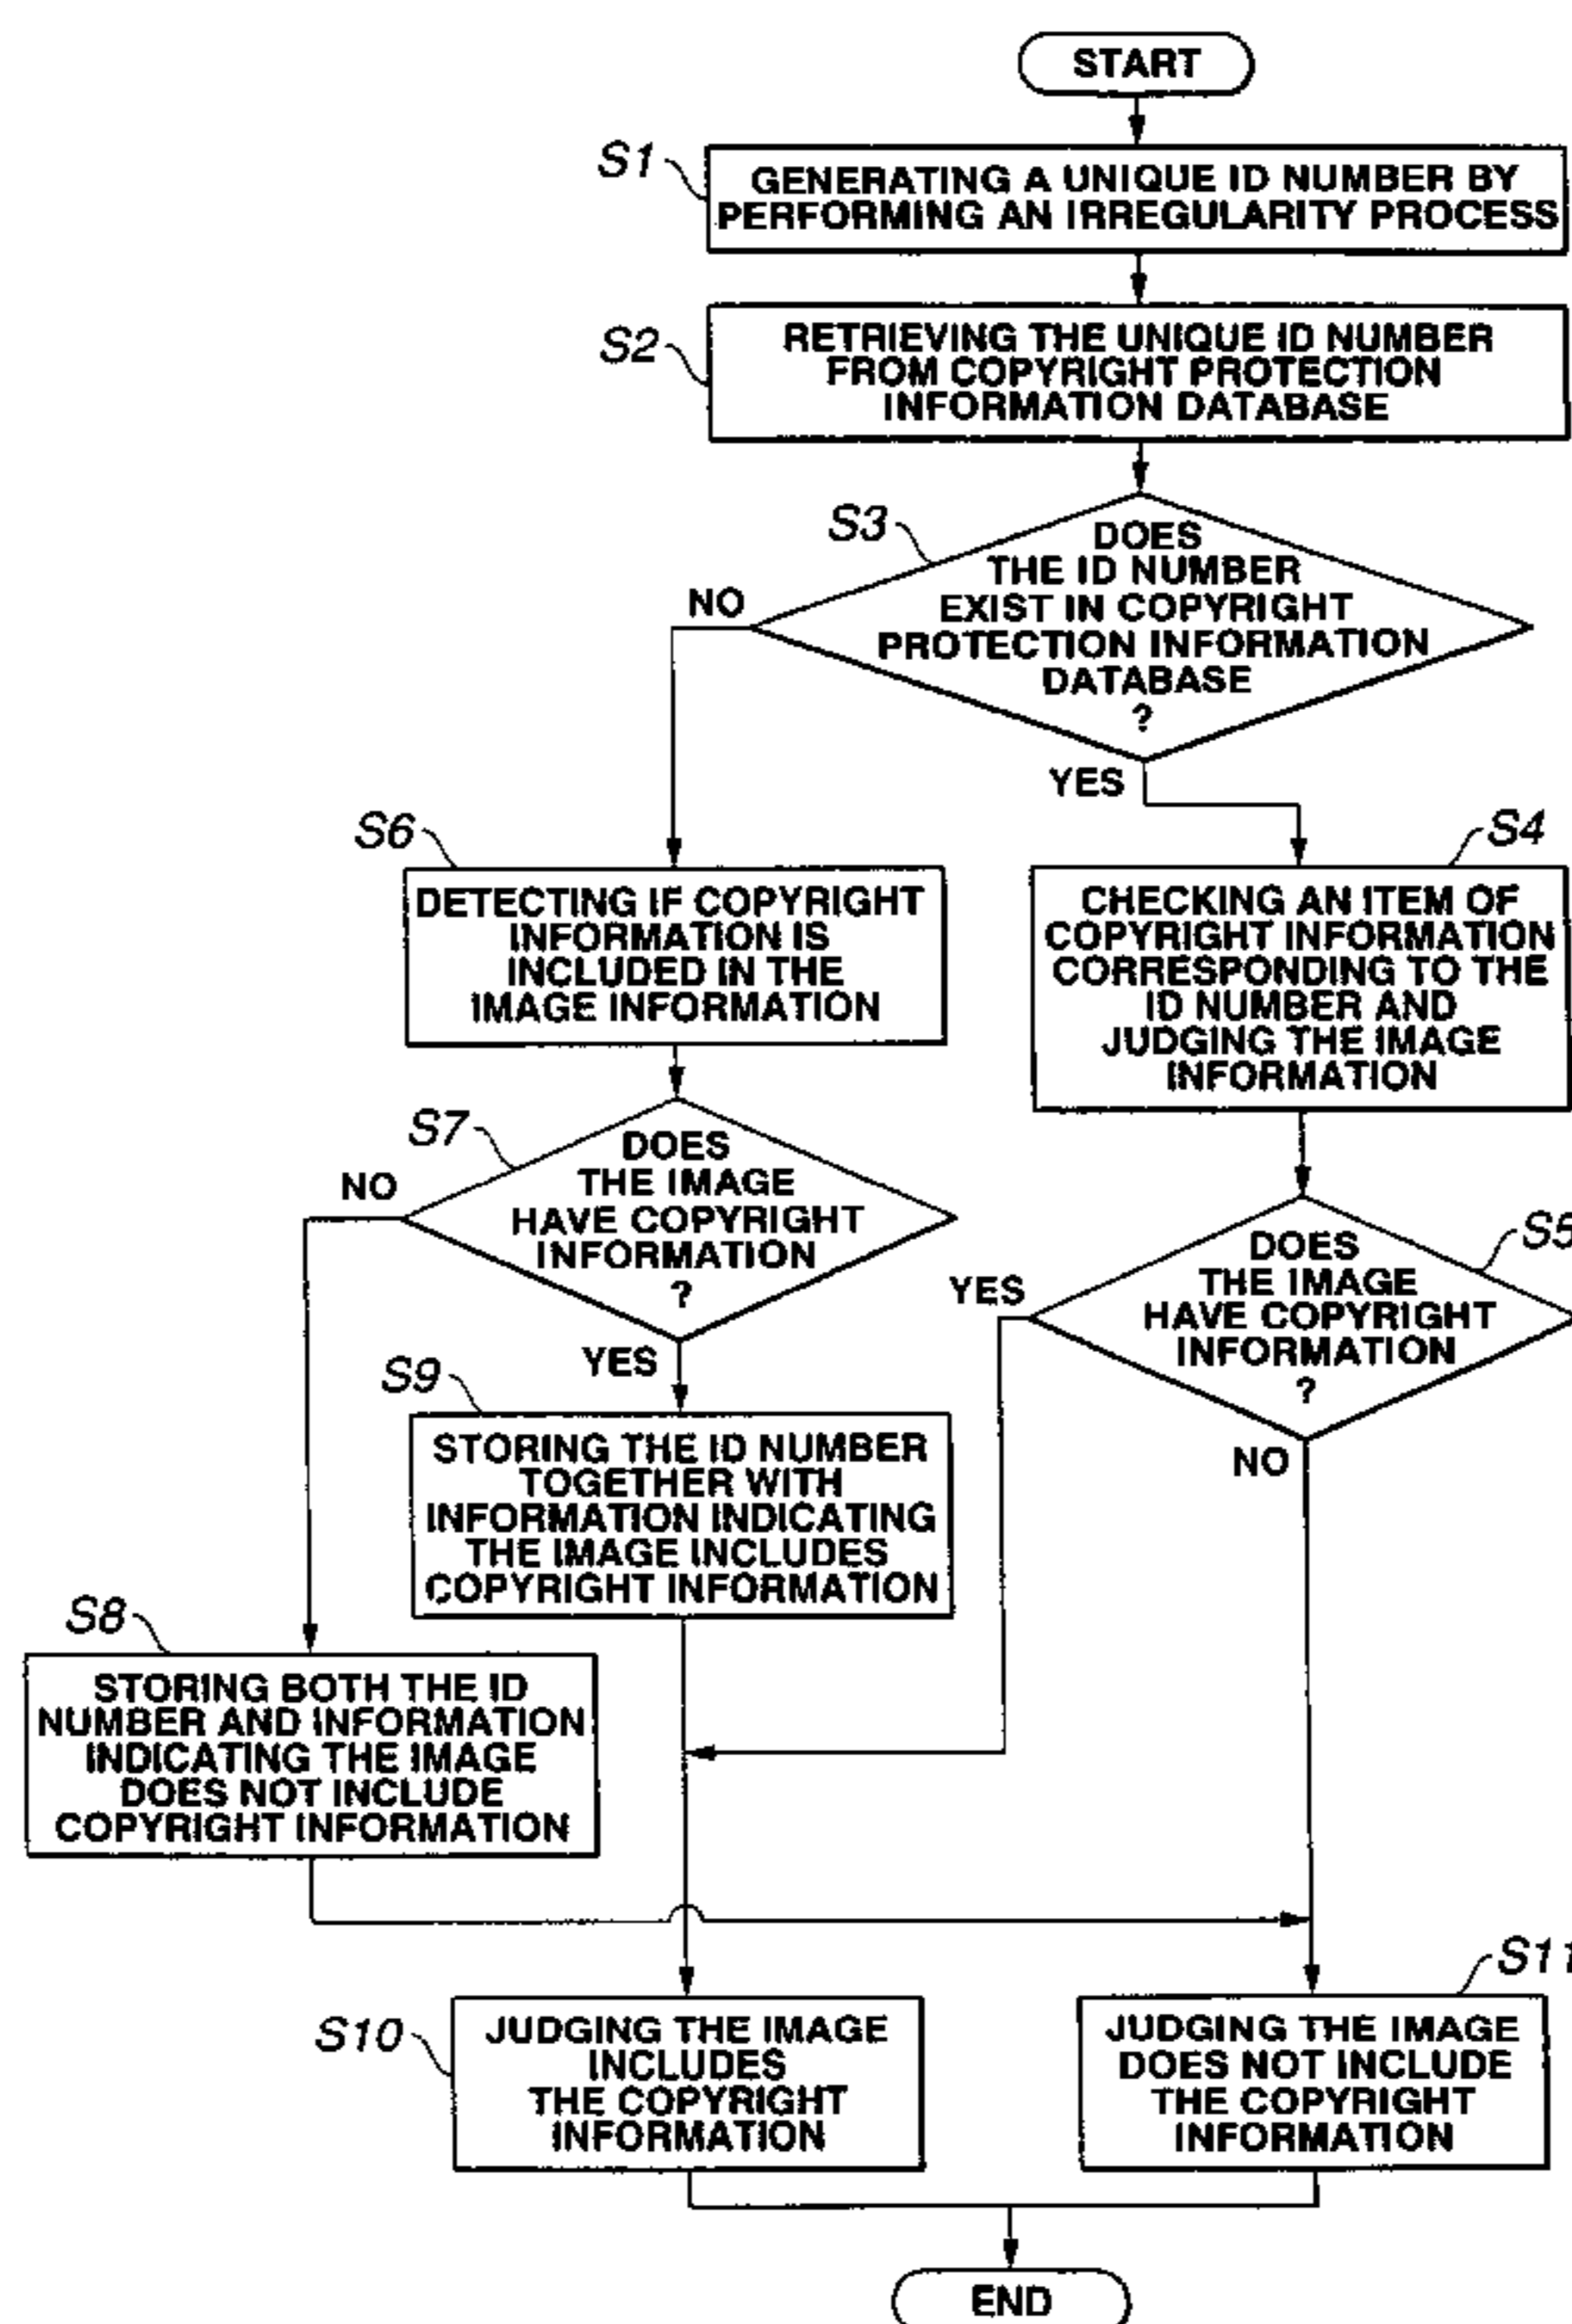 START
S1
GENERATING A UNIQUE ID NUMBER BY
PERFORMING AN IRREGULARITY PROCESS
S2
RETRIEVING THE UNIQUE ID NUMBER
FROM COPYRIGHT PROTECTION
INFORMATION DATABASE
S3
DOES
THE ID NUMBER
EXIST IN COPYRIGHT
PROTECTION INFORMATION
DATABASE
?
NO
YES
S6
DETECTING IF COPYRIGHT
INFORMATION IS
INCLUDED IN THE
IMAGE INFORMATION
S4
CHECKING AN ITEM OF
COPYRIGHT INFORMATION
CORRESPONDING TO THE
ID NUMBER AND
JUDGING THE IMAGE
INFORMATION
S7
DOES
THE IMAGE
HAVE COPYRIGHT
INFORMATION
?
NO
YES
S5
DOES
THE IMAGE
HAVE COPYRIGHT
INFORMATION
?
YES
NO
S9
STORING THE ID NUMBER
TOGETHER WITH
INFORMATION INDICATING
THE IMAGE INCLUDES
COPYRIGHT INFORMATION
S8
STORING BOTH THE ID
NUMBER AND INFORMATION
INDICATING THE IMAGE
DOES NOT INCLUDE
COPYRIGHT INFORMATION
S10
JUDGING THE IMAGE
INCLUDES
THE COPYRIGHT
INFORMATION
S11
JUDGING THE IMAGE
DOES NOT INCLUDE
THE COPYRIGHT
INFORMATION
END